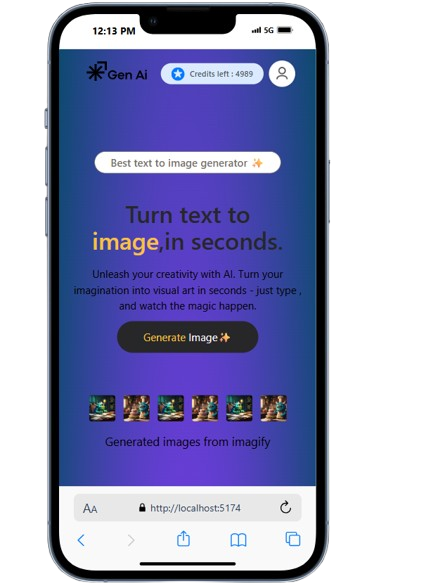 12:13 PM
5G
Gen Ai
Credits left : 4989
Best text to image generator ✨
Turn text to
image,in seconds.
Unleash your creativity with AI. Turn your
imagination into visual art in seconds - just type ,
and watch the magic happen.
Generate Image✨
Generated images from imagify
AA
http://localhost:5174